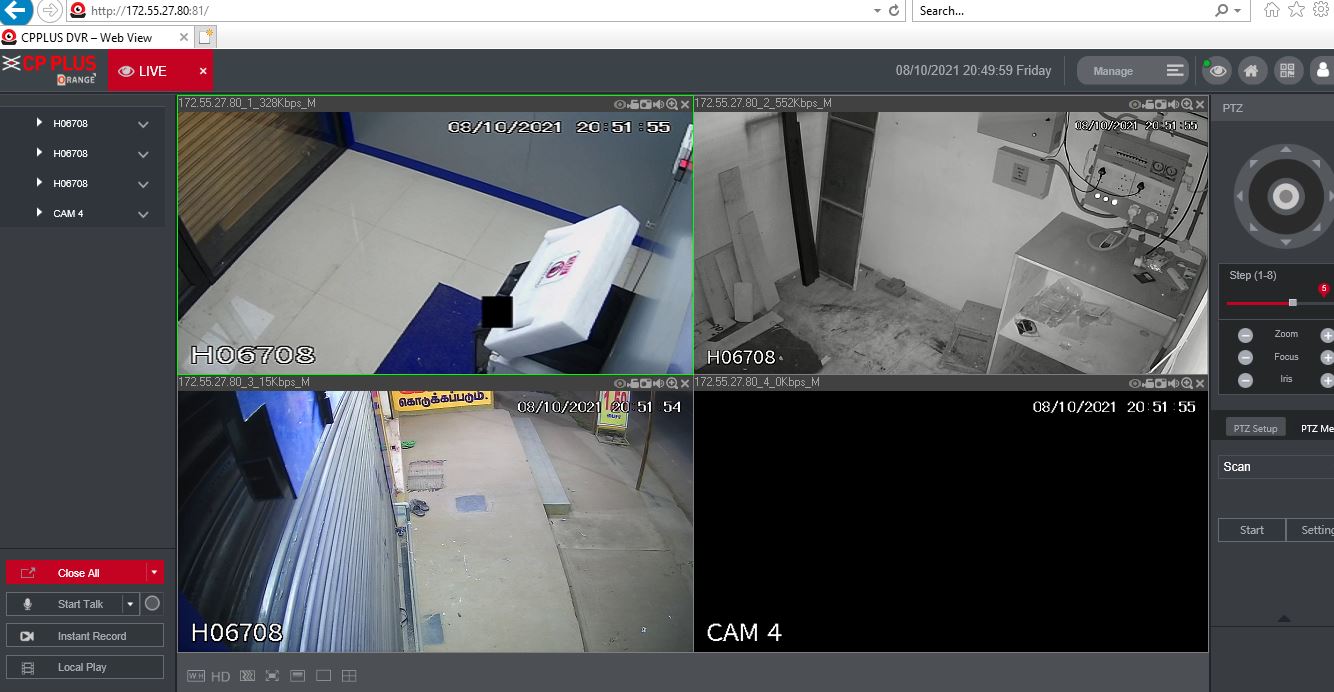 http://172.55.27.80:81/
Search...
CPPLUS DVR – Web View
CP PLUS
ORANGE
LIVE
08/10/2021 20:49:59 Friday
Manage
H06708
H06708
H06708
CAM 4
172.55.27.80_1_328Kbps_M
08/10/2021 20:51:55
H06708
172.55.27.80_2_552Kbps_M
08/10/2021 20:51:55
H06708
172.55.27.80_3_15Kbps_M
கொடுக்கப்படும்.
1.50
08/10/2021 20:51:54
H06708
172.55.27.80_4_0Kbps_M
08/10/2021 20:51:55
CAM 4
PTZ
Step (1-8)
5
Zoom
Focus
Iris
PTZ Setup
PTZ Me
Scan
Start
Setting
Close All
Start Talk
Instant Record
Local Play
W:H
HD